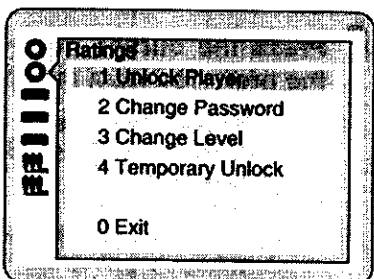 Ratings
1 Unlock Player
2 Change Password
3 Change Level
4 Temporary Unlock
0 Exit